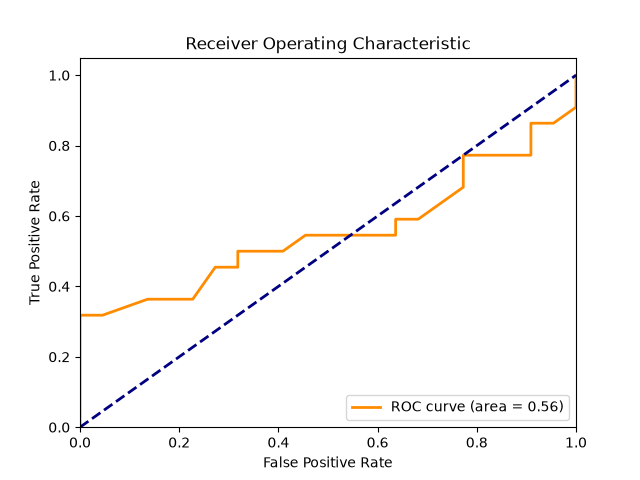 Receiver Operating Characteristic
1.0
0.8
0.6
0.4
0.2
0.0
True Positive Rate
0.0 0.2 0.4 0.6 0.8 1.0
False Positive Rate
ROC curve (area = 0.56)